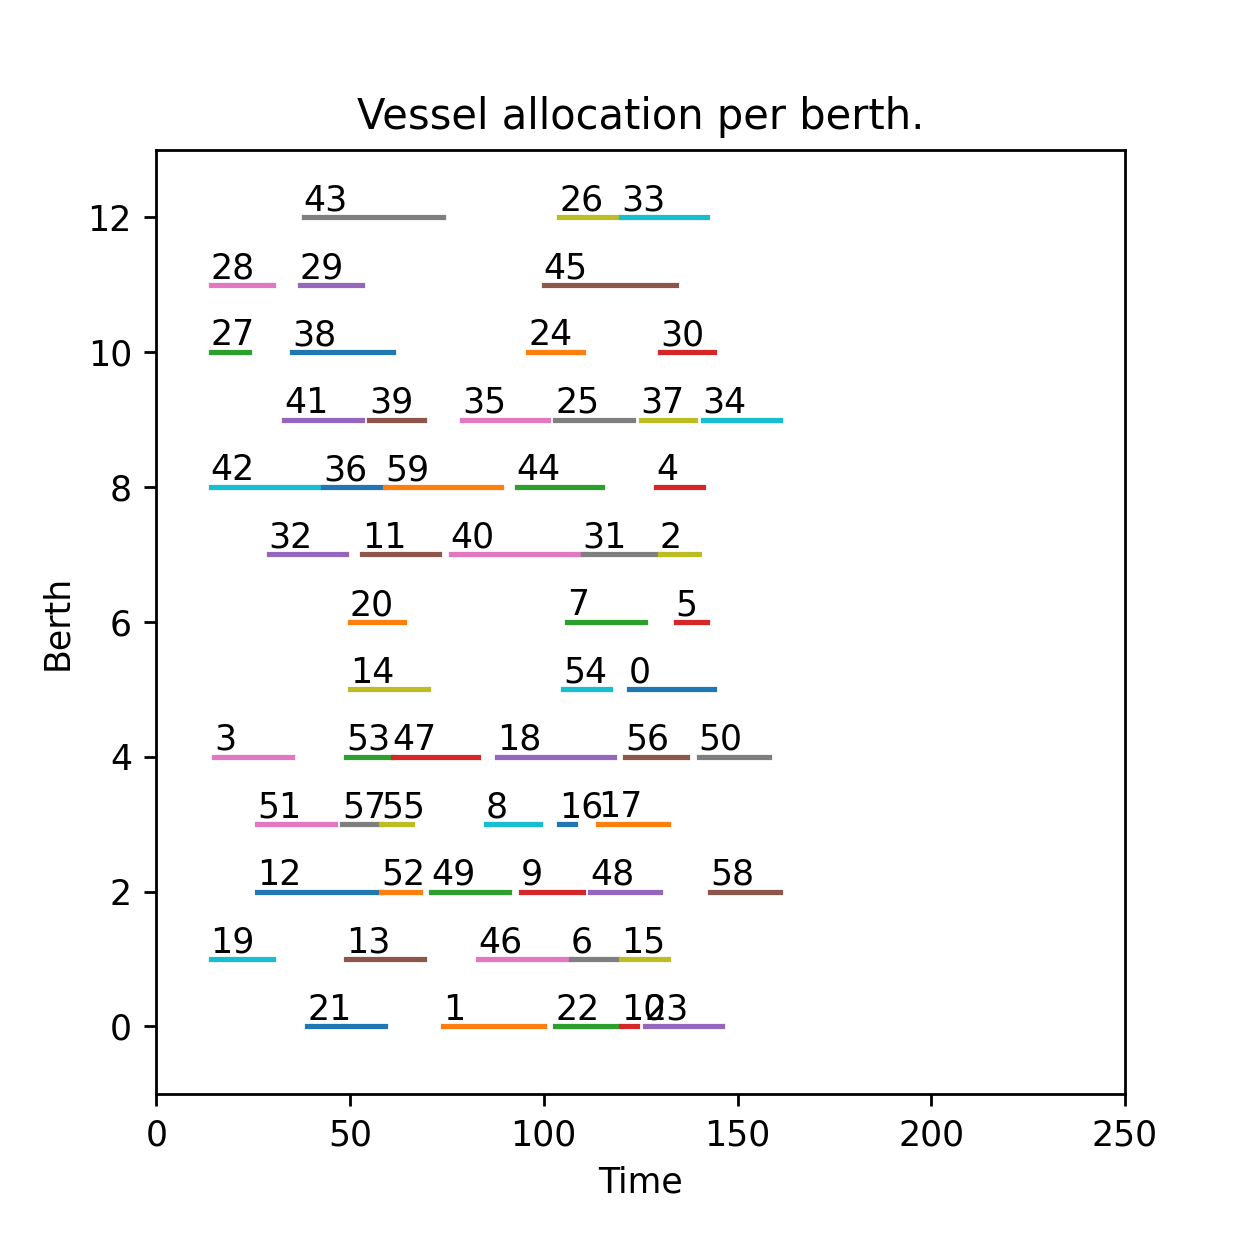 Vessel allocation per berth.
12 43 26 33
28 29 45
10 27 38 24 30
41 39 35 25 37 34
8 42 36 59 44 4
32 11 40 31 2
6 20 7 5
14 54 0
4 3 53 47 18 56 50
51 57 55 8 16 17
2 12 52 49 9 48 58
19 13 46 6 15
0 21 1 22 10 23
0 50 100 150 200 250
Time
Berth